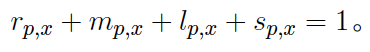 r_{p,x} + m_{p,x} + l_{p,x} + s_{p,x} = 1。